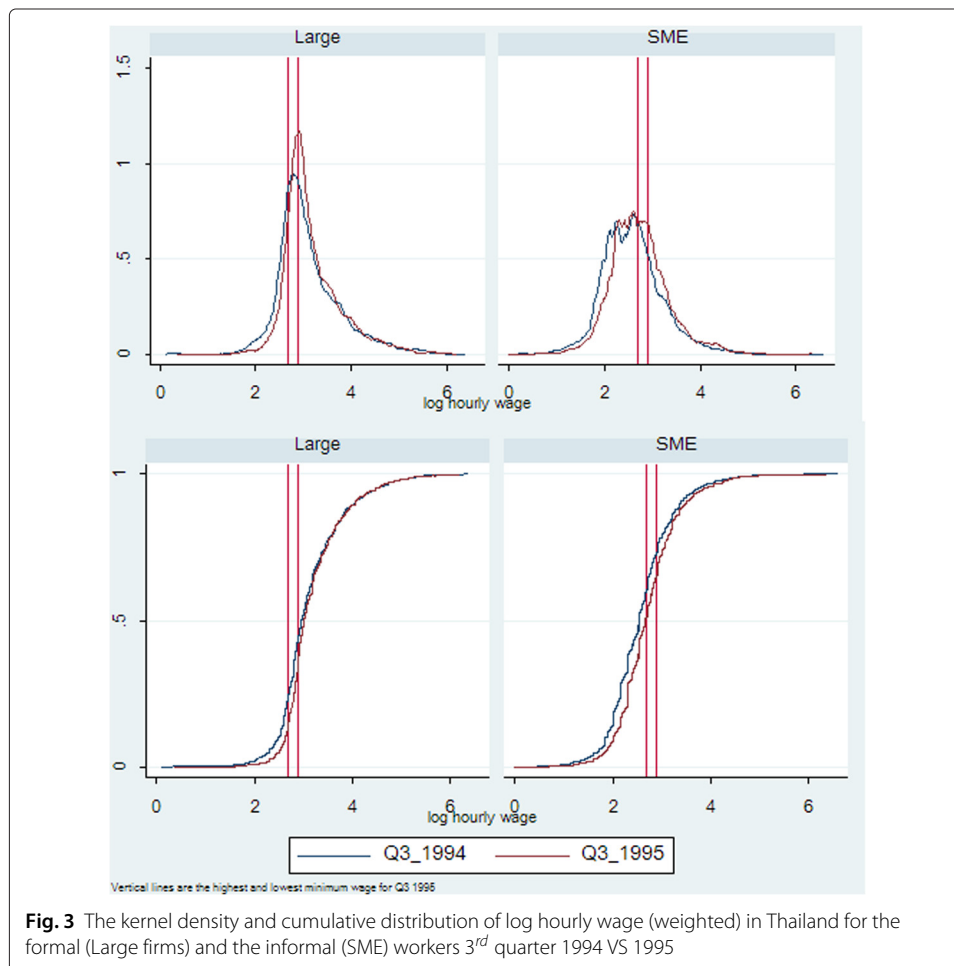 Large SME
1.5
1
.5
0
0 2 4 6 0 2 4 6
log hourly wage
Large SME
1
.5
0
0 2 4 6 0 2 4 6
log hourly wage
Q3_1994 Q3_1995
Vertical lines are the highest and lowest minimum wage for Q3 1995
Fig. 3 The kernel density and cumulative distribution of log hourly wage (weighted) in Thailand for the
formal (Large firms) and the informal (SME) workers 3rd quarter 1994 VS 1995